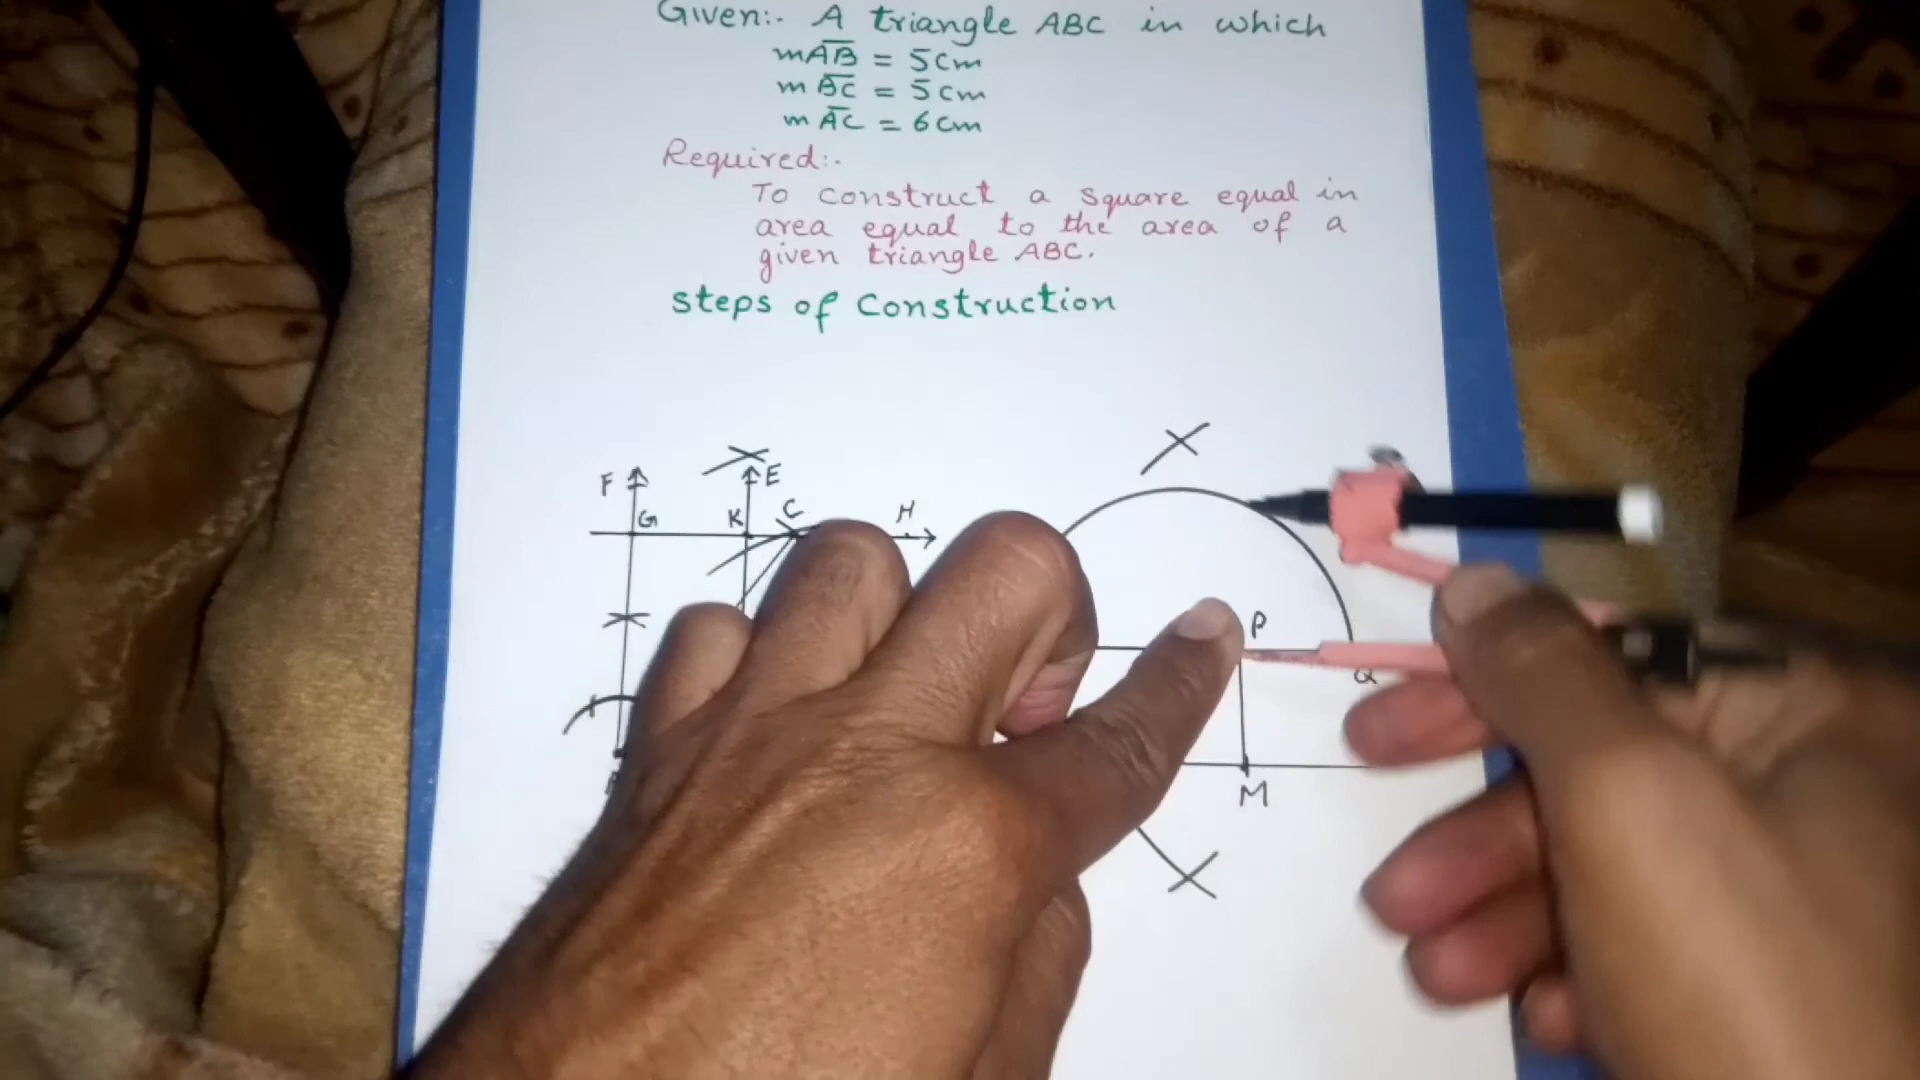 Given:- A triangle ABC in which
mAB = 5cm
mBC = 5cm
mAC = 6cm
Required:-
To construct a square equal in
area equal to the area of a
given triangle ABC.
Steps of Construction
F G K E C H
P
Q
M